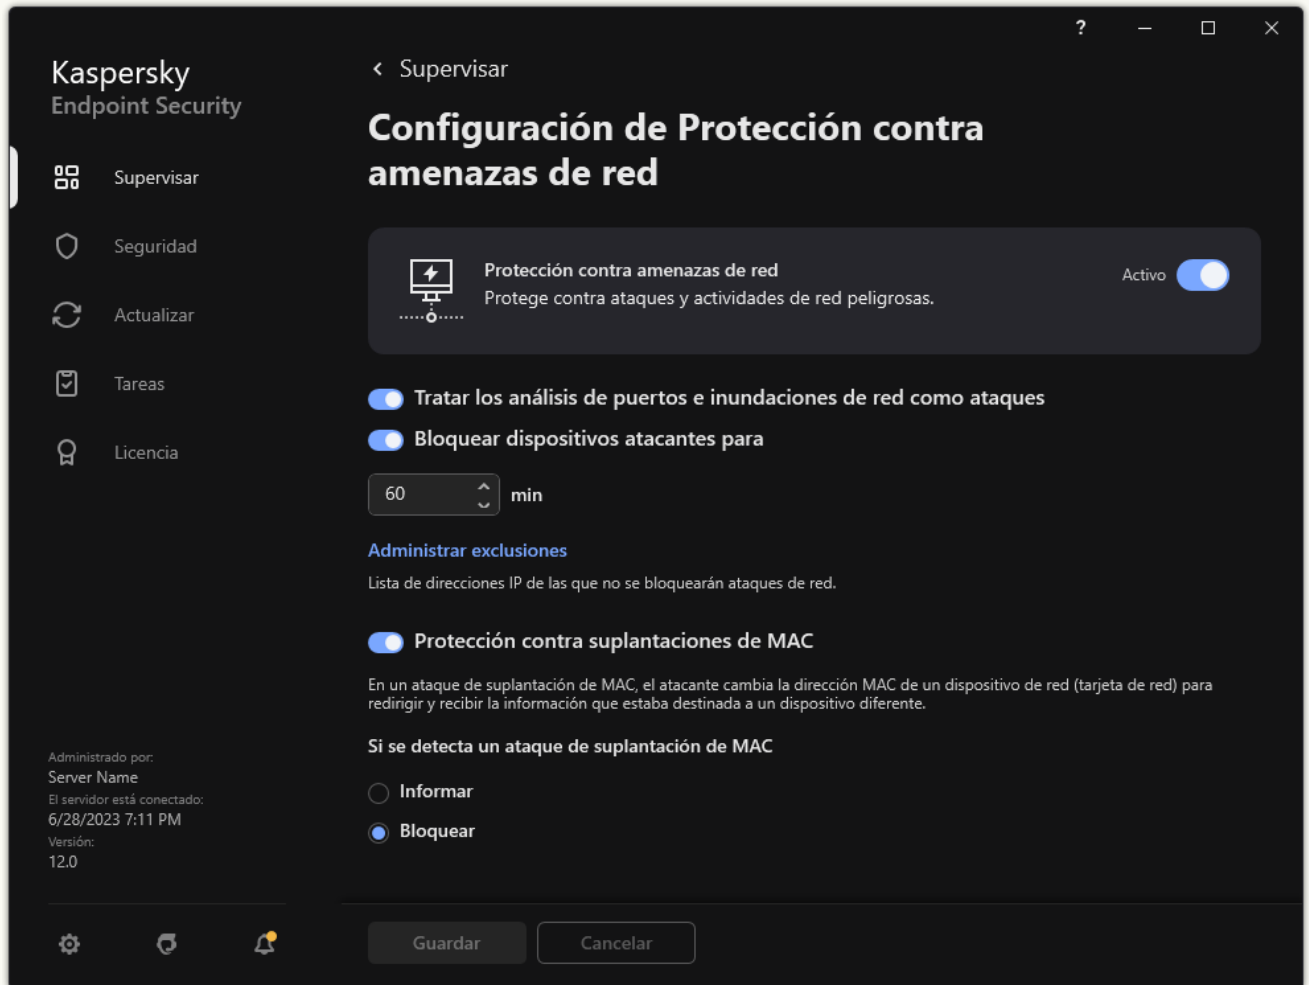 ?
Kaspersky
Endpoint Security
Supervisar
Seguridad
Actualizar
Tareas
Licencia
Administrado por:
Server Name
El servidor está conectado:
6/28/2023 7:11 PM
Versión:
12.0
Supervisar
Configuración de Protección contra
amenazas de red
Protección contra amenazas de red
Protege contra ataques y actividades de red peligrosas.
Activo
Tratar los análisis de puertos e inundaciones de red como ataques
Bloquear dispositivos atacantes para
60 min
Administrar exclusiones
Lista de direcciones IP de las que no se bloquearán ataques de red.
Protección contra suplantaciones de MAC
En un ataque de suplantación de MAC, el atacante cambia la dirección MAC de un dispositivo de red (tarjeta de red) para
redirigir y recibir la información que estaba destinada a un dispositivo diferente.
Si se detecta un ataque de suplantación de MAC
Informar
Bloquear
Guardar
Cancelar